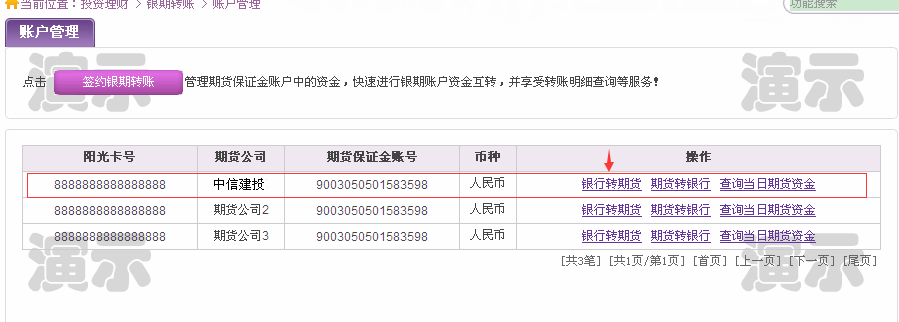 当前位置：投资理财 > 银期转账 > 账户管理 功能搜索
账户管理
演示 演示
点击 签约银期转账 管理期货保证金账户中的资金，快速进行银期账户资金互转，并享受转账明细查询等服务！
阳光卡号 期货公司 期货保证金账号 币种 操作
8888888888888888 中信建投 9003050501583598 人民币 银行转期货 期货转银行 查询当日期货资金
8888888888888888 期货公司2 9003050501583598 人民币 银行转期货 期货转银行 查询当日期货资金
8888888888888888 期货公司3 9003050501583598 人民币 银行转期货 期货转银行 查询当日期货资金
[共3笔] [共1页/第1页] [首页] [上一页] [下一页] [尾页]
演示 演示